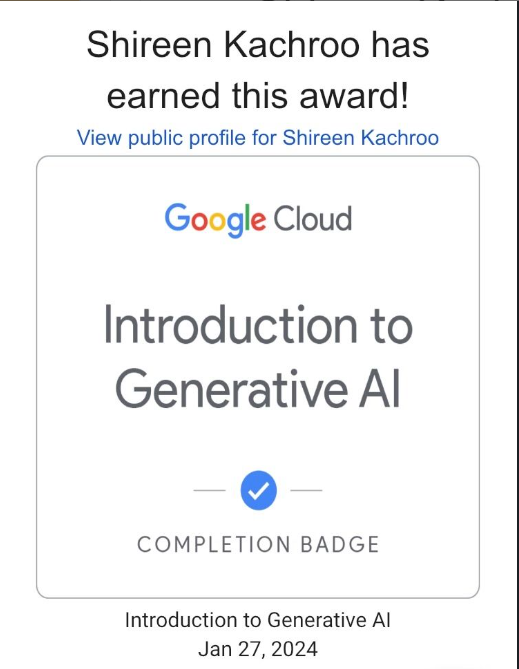 Shireen Kachroo has
earned this award!
View public profile for Shireen Kachroo
Google Cloud
Introduction to
Generative AI
COMPLETION BADGE
Introduction to Generative AI
Jan 27, 2024